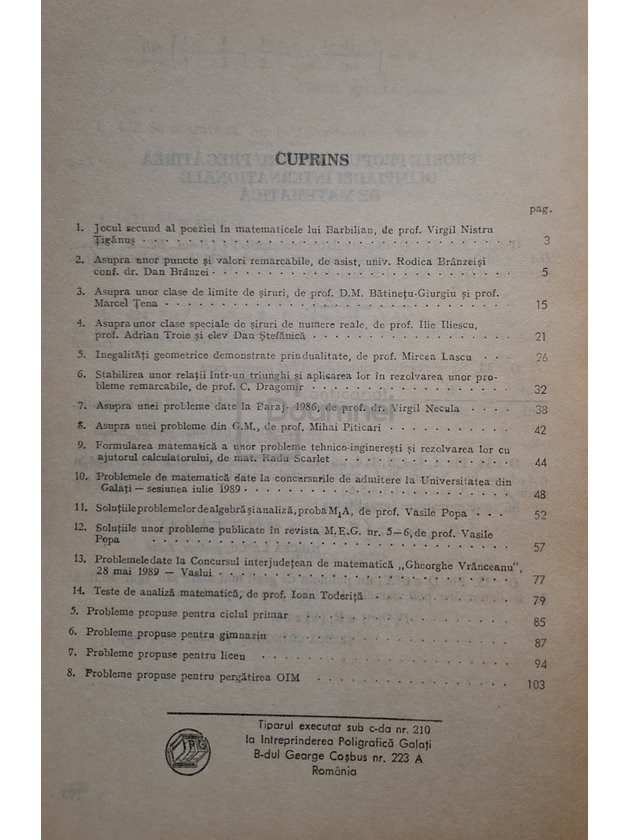 CUPRINS
pag.
1. Jocul secund al poeziei în matematicele lui Barbilian, de prof. Virgil Nistru
Țigănuș . . . 3
2. Asupra unor puncte și valori remarcabile, de asist, univ. Rodica Brânzei și
conf. dr. Dan Brânzei . . . 5
3. Asupra unor clase de limite de șiruri, de prof. D.M. Bătinețu-Giurgiu și prof.
Marcel Țena . . . 15
4. Asupra unor clase speciale de șiruri de numere reale, de prof. Ilie Iliescu,
prof. Adrian Troie și elev Dan Ștefănică . . . 21
5. Inegalități geometrice demonstrate prin dualitate, de prof. Mircea Lascu . . . 26
6. Stabilirea unor relații într-un triunghi și aplicarea lor în rezolvarea unor pro-
bleme remarcabile, de prof. C. Dragomir . . . 32
7. Asupra unei probleme date la Baraj- 1986, de prof. dr. Virgil Necula . . . 38
8. Asupra unei probleme din G.M., de prof. Mihai Piticari . . . 42
9. Formularea matematică a unor probleme tehnico-inginerești și rezolvarea lor cu
ajutorul calculatorului, de mat. Radu Scarlet . . . 44
10. Problemele de matematică date la concursurile de admitere la Universitatea din
Galați — sesiunea iulie 1989 . . . 48
11. Soluțiile problemelor de algebră și analiză, proba M₁A, de prof. Vasile Popa . . . 52
12. Soluțiile unor probleme publicate în revista M.E.G. nr. 5—6, de prof. Vasile
Popa . . . 57
13. Problemele date la Concursul interjudețean de matematică „Gheorghe Vrănceanu",
28 mai 1989 — Vaslui . . . 77
14. Teste de analiză matematică, de prof. Ioan Toderiță . . . 79
5. Probleme propuse pentru ciclul primar . . . 85
6. Probleme propuse pentru gimnaziu . . . 87
7. Probleme propuse pentru liceu . . . 94
8. Probleme propuse pentru pergătirea OIM . . . 103
Tiparul executat sub c-da nr. 210
la Intreprinderea Poligrafică Galați
B-dul George Coșbus nr. 223 A
România